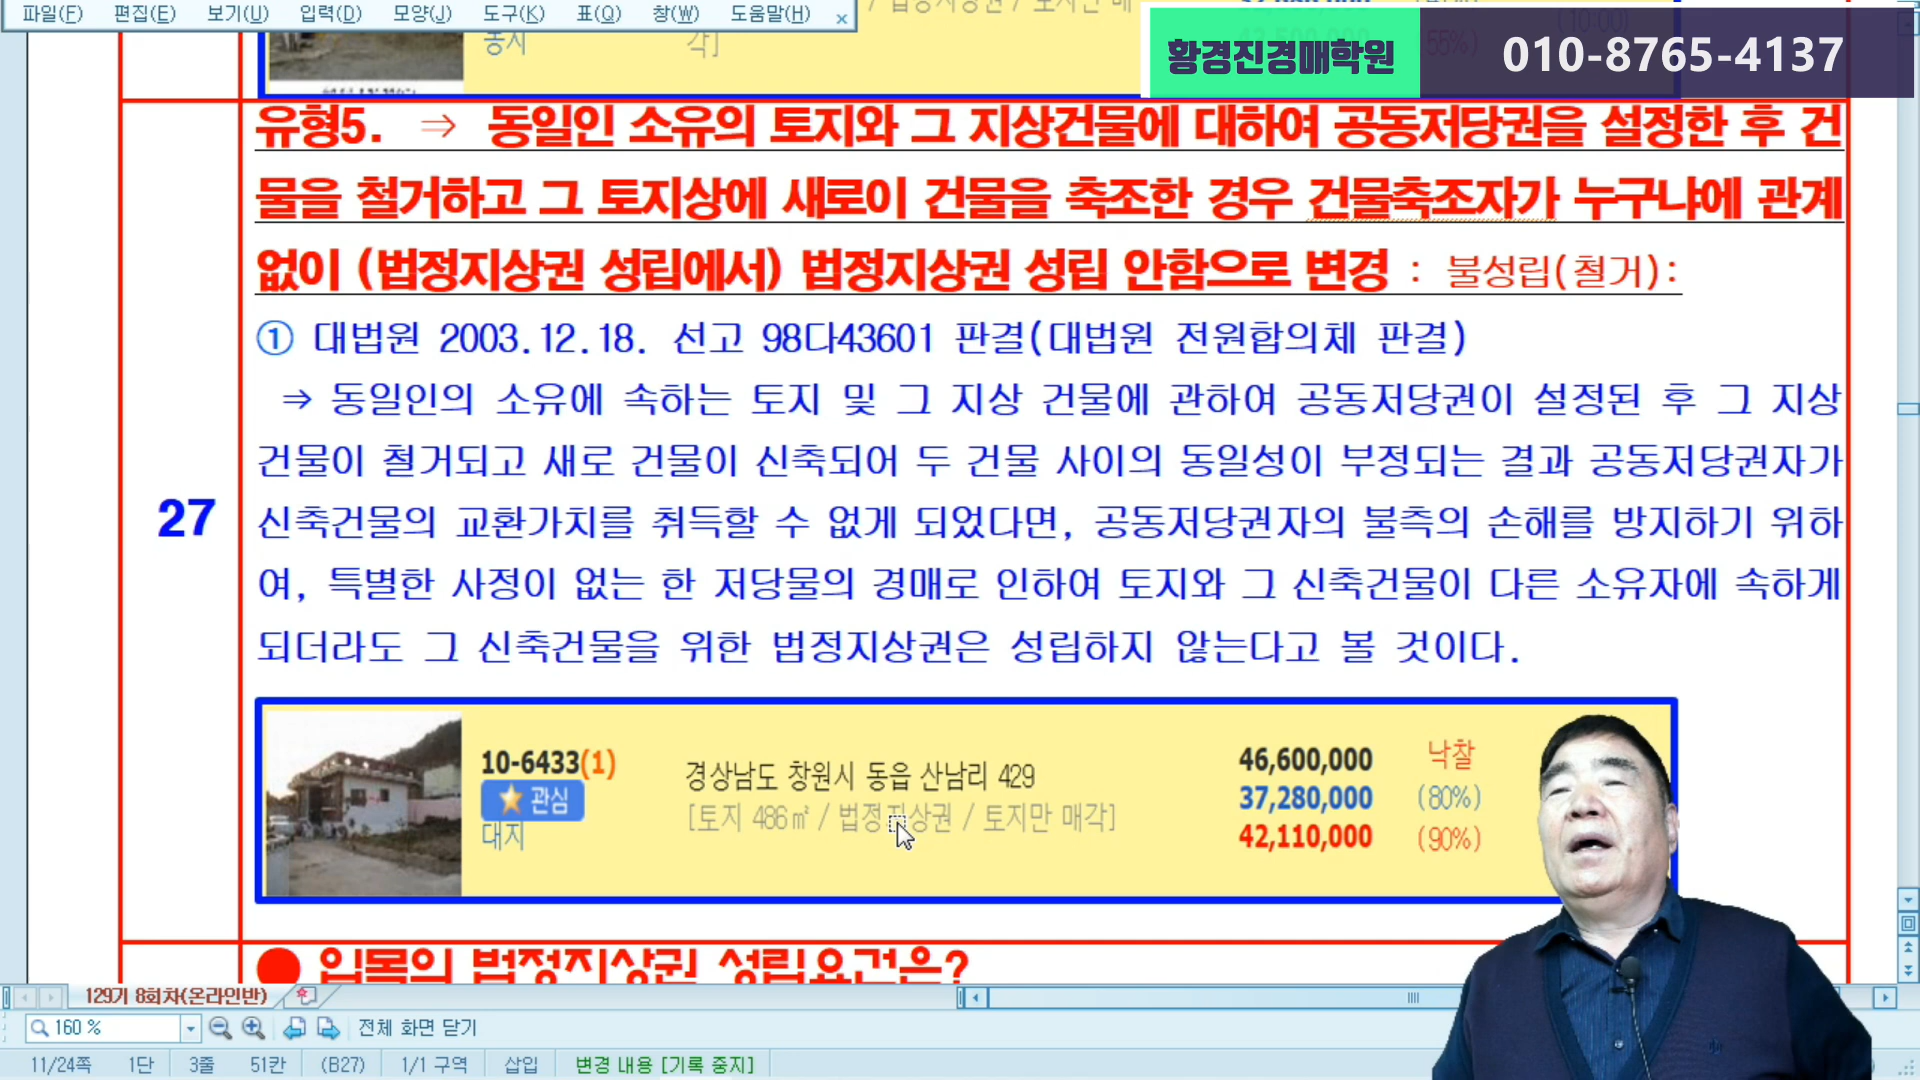 파일(F) 편집(E) 보기(U) 입력(D) 모양(J) 도구(K) 표(Q) 창(W) 도움말(H)
황경진경매학원 010-8765-4137
유형5. ⇒ 동일인 소유의 토지와 그 지상건물에 대하여 공동저당권을 설정한 후 건
물을 철거하고 그 토지상에 새로이 건물을 축조한 경우 건물축조자가 누구냐에 관계
없이 (법정지상권 성립에서) 법정지상권 성립 안함으로 변경 : 불성립(철거):
① 대법원 2003.12.18. 선고 98다43601 판결(대법원 전원합의체 판결)
⇒ 동일인의 소유에 속하는 토지 및 그 지상 건물에 관하여 공동저당권이 설정된 후 그 지상
건물이 철거되고 새로 건물이 신축되어 두 건물 사이의 동일성이 부정되는 결과 공동저당권자가
27
신축건물의 교환가치를 취득할 수 없게 되었다면, 공동저당권자의 불측의 손해를 방지하기 위하
여, 특별한 사정이 없는 한 저당물의 경매로 인하여 토지와 그 신축건물이 다른 소유자에 속하게
되더라도 그 신축건물을 위한 법정지상권은 성립하지 않는다고 볼 것이다.
10-6433(1)
관심
대지
경상남도 창원시 동읍 산남리 429
[토지 486㎡ / 법정지상권 / 토지만 매각]
46,600,000 낙찰
37,280,000 (80%)
42,110,000 (90%)
● 입목의 법정지상권 성립요건은?
129기 8회차(온라인반)
160 % 전체 화면 닫기
11/24쪽 1단 3줄 51칸 (B27) 1/1 구역 삽입 변경 내용 [기록 중지]